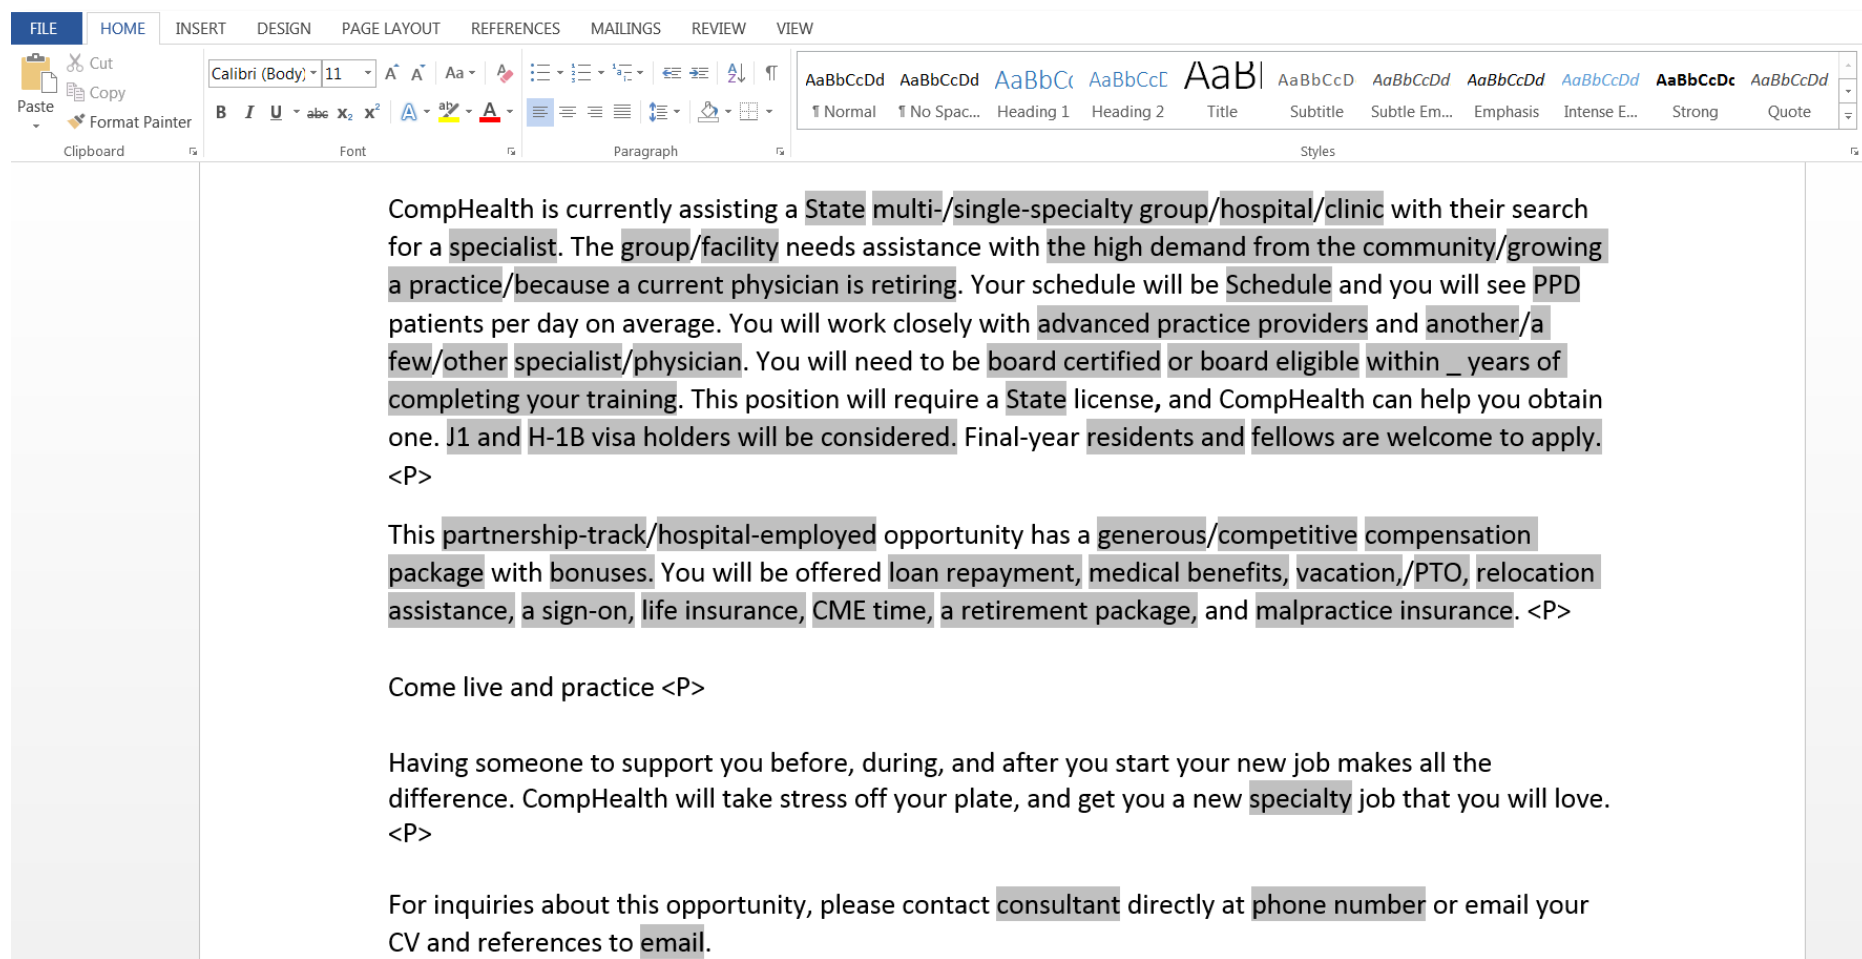 FILE HOME INSERT DESIGN PAGE LAYOUT REFERENCES MAILINGS REVIEW VIEW
Cut
Copy
Paste
Format Painter
Calibri (Body) 11
Aa
B I U abc x₂ x² A aby A
AaBbCcDd AaBbCcDd AaBbCc AaBbCcD AaBl AaBbCcD AaBbCcDd AaBbCcDd AaBbCcDd AaBbCcDc AaBbCcDd
¶ Normal ¶ No Spac... Heading 1 Heading 2 Title Subtitle Subtle Em... Emphasis Intense E... Strong Quote
Clipboard Font Paragraph Styles
CompHealth is currently assisting a State multi-/single-specialty group/hospital/clinic with their search
for a specialist. The group/facility needs assistance with the high demand from the community/growing
a practice/because a current physician is retiring. Your schedule will be Schedule and you will see PPD
patients per day on average. You will work closely with advanced practice providers and another/a
few/other specialist/physician. You will need to be board certified or board eligible within _ years of
completing your training. This position will require a State license, and CompHealth can help you obtain
one. J1 and H-1B visa holders will be considered. Final-year residents and fellows are welcome to apply.
<P>
This partnership-track/hospital-employed opportunity has a generous/competitive compensation
package with bonuses. You will be offered loan repayment, medical benefits, vacation,/PTO, relocation
assistance, a sign-on, life insurance, CME time, a retirement package, and malpractice insurance. <P>
Come live and practice <P>
Having someone to support you before, during, and after you start your new job makes all the
difference. CompHealth will take stress off your plate, and get you a new specialty job that you will love.
<P>
For inquiries about this opportunity, please contact consultant directly at phone number or email your
CV and references to email.